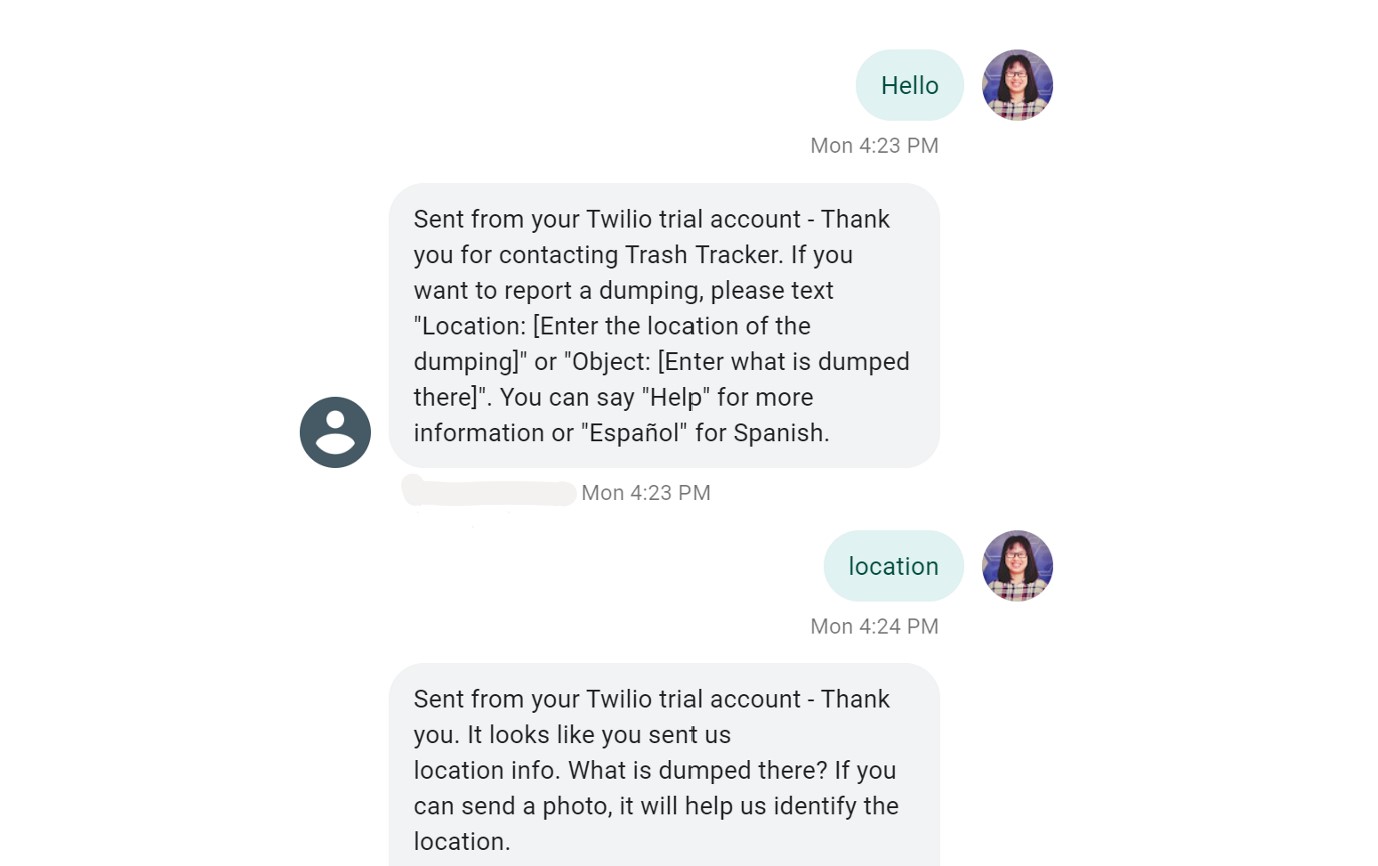 Hello
Mon 4:23 PM
Sent from your Twilio trial account - Thank
you for contacting Trash Tracker. If you
want to report a dumping, please text
"Location: [Enter the location of the
dumping]" or "Object: [Enter what is dumped
there]". You can say "Help" for more
information or "Español" for Spanish.
Mon 4:23 PM
location
Mon 4:24 PM
Sent from your Twilio trial account - Thank
you. It looks like you sent us
location info. What is dumped there? If you
can send a photo, it will help us identify the
location.